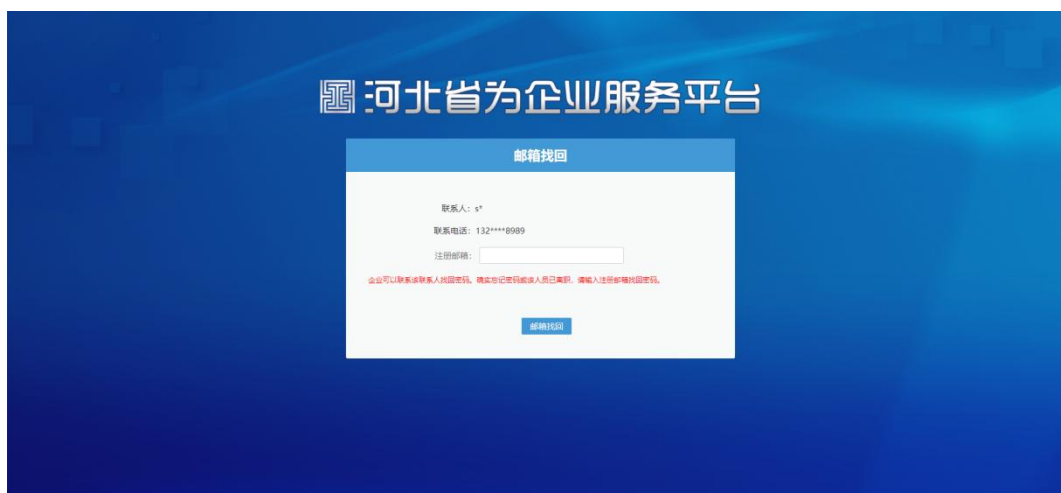 河北省为企业服务平台
邮箱找回
联系人：s*
联系电话：132****8989
注册邮箱：
企业可以联系该联系人找回密码。确实忘记密码或该人员已离职，请输入注册邮箱找回密码。
邮箱找回